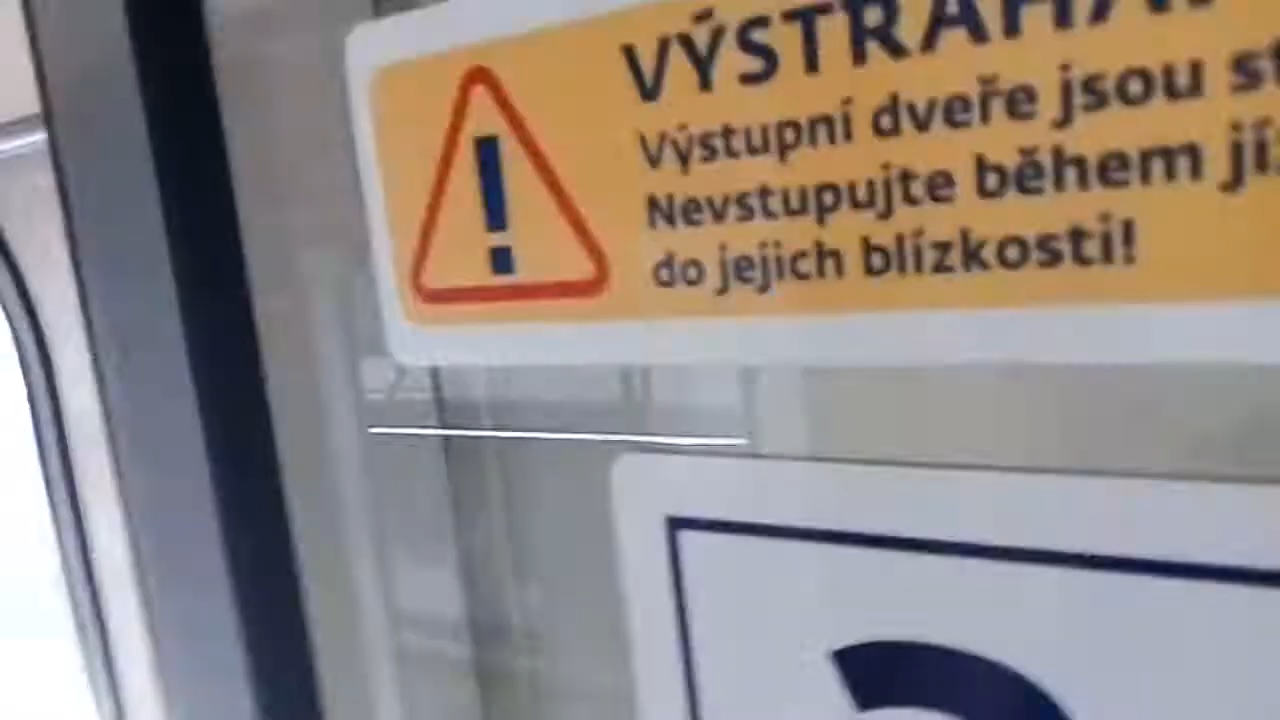 VÝSTRAHA!
Výstupní dveře jsou
Nevstupujte během
do jejich blízkosti!